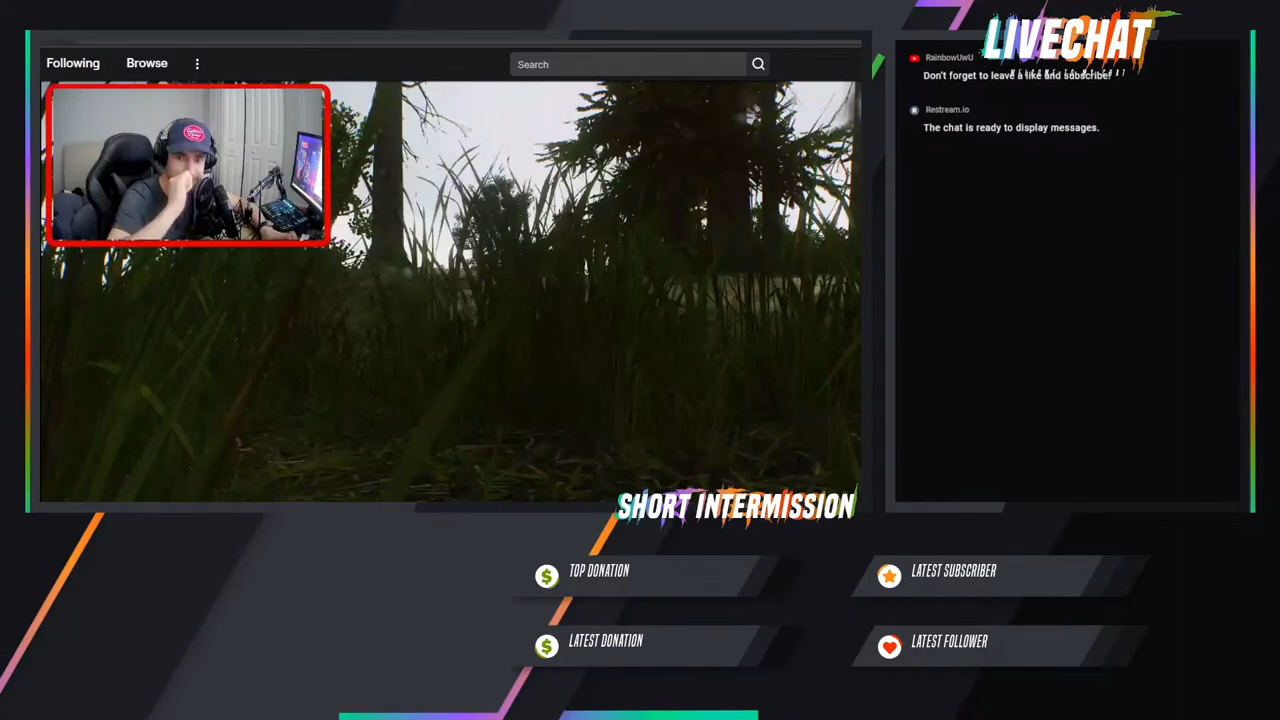 LIVECHAT
Following
Browse
Search
RainbowUwU
Don't forget to leave a like and subscribe!
Restream.io
The chat is ready to display messages.
SHORT INTERMISSION
TOP DONATION
LATEST SUBSCRIBER
LATEST DONATION
LATEST FOLLOWER